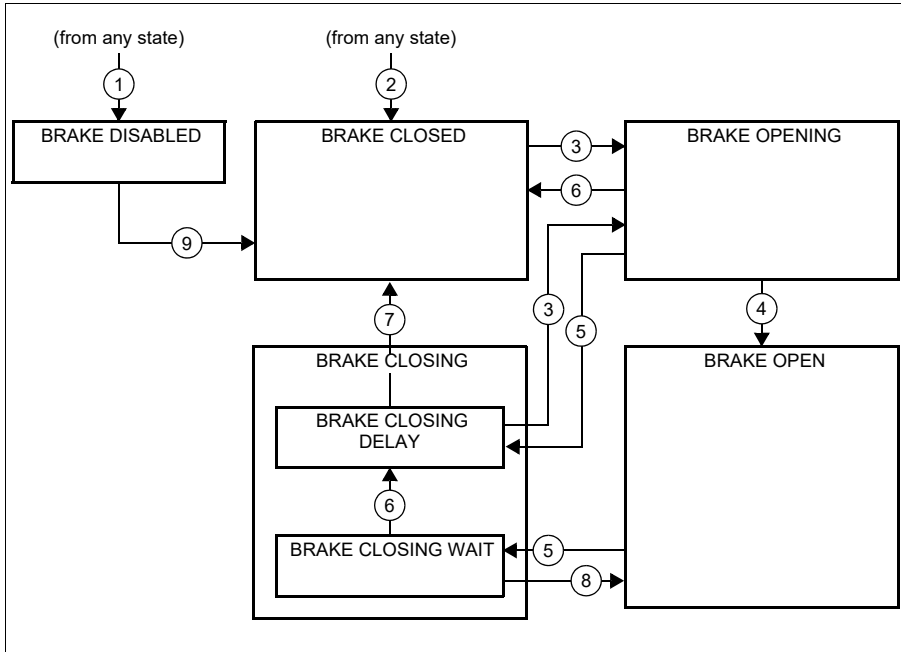 (from any state)
(from any state)
1
2
BRAKE DISABLED
BRAKE CLOSED
BRAKE OPENING
3
6
9
3
5
4
7
BRAKE CLOSING
BRAKE OPEN
BRAKE CLOSING
DELAY
6
BRAKE CLOSING WAIT
5
8